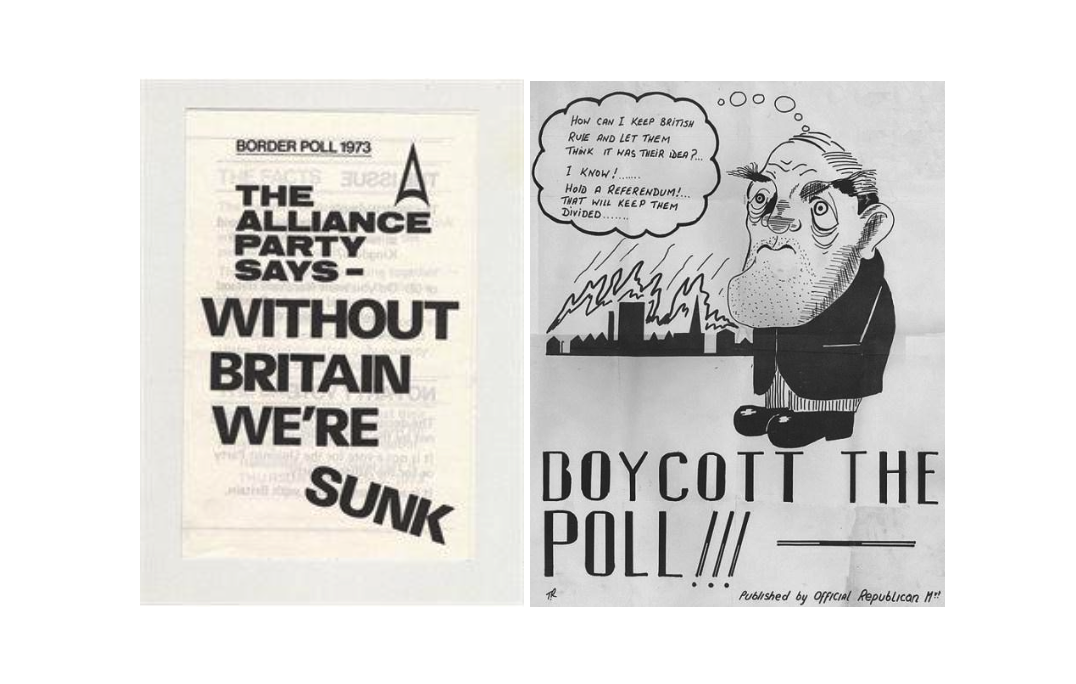 BORDER POLL 1973
THE
ALLIANCE
PARTY
SAYS –
WITHOUT
BRITAIN
WE'RE
SUNK
HOW CAN I KEEP BRITISH
RULE AND LET THEM
THINK IT WAS THEIR IDEA?...
I KNOW!.......
HOLD A REFERENDUM!...
THAT WILL KEEP THEM
DIVIDED.......
BOYCOTT THE
POLL!!!
Published by Official Republican Mvt!